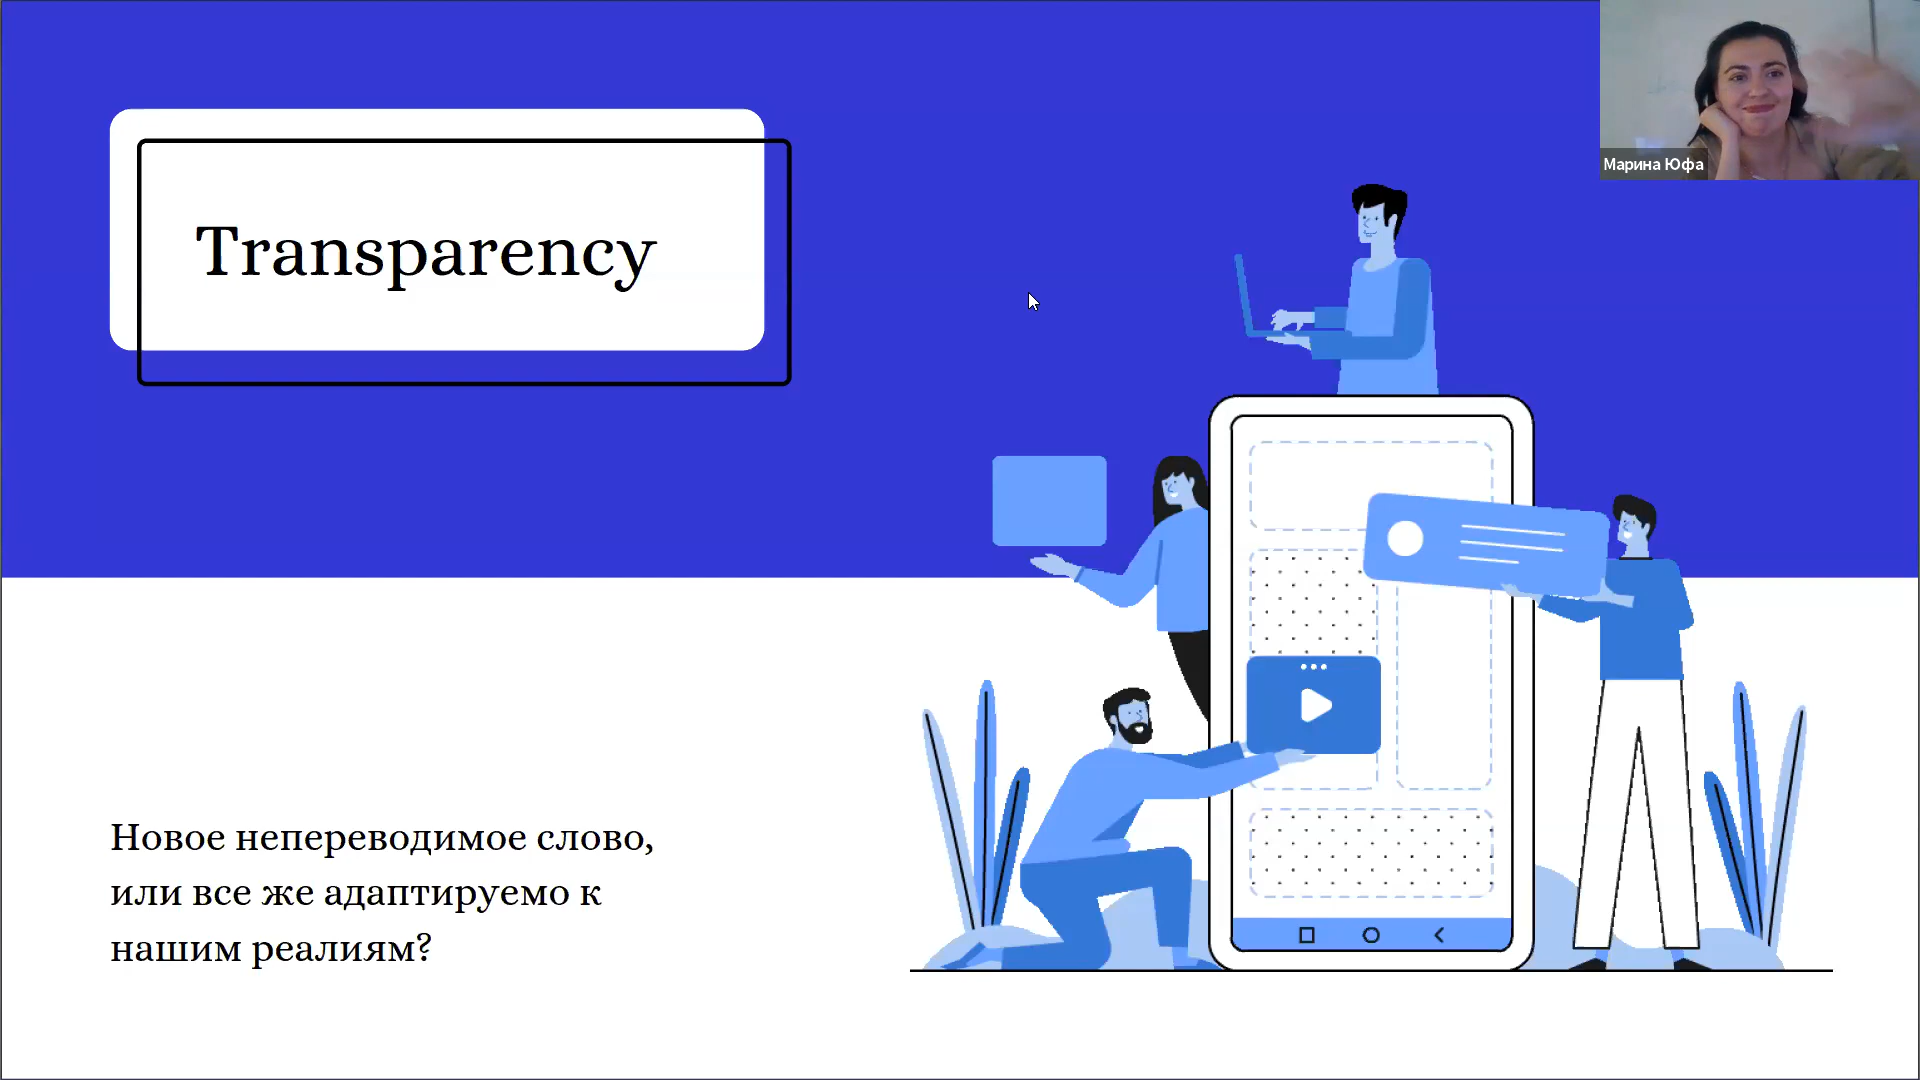 Марина Юфа
Transparency
Новое непереводимое слово,
или все же адаптируемо к
нашим реалиям?